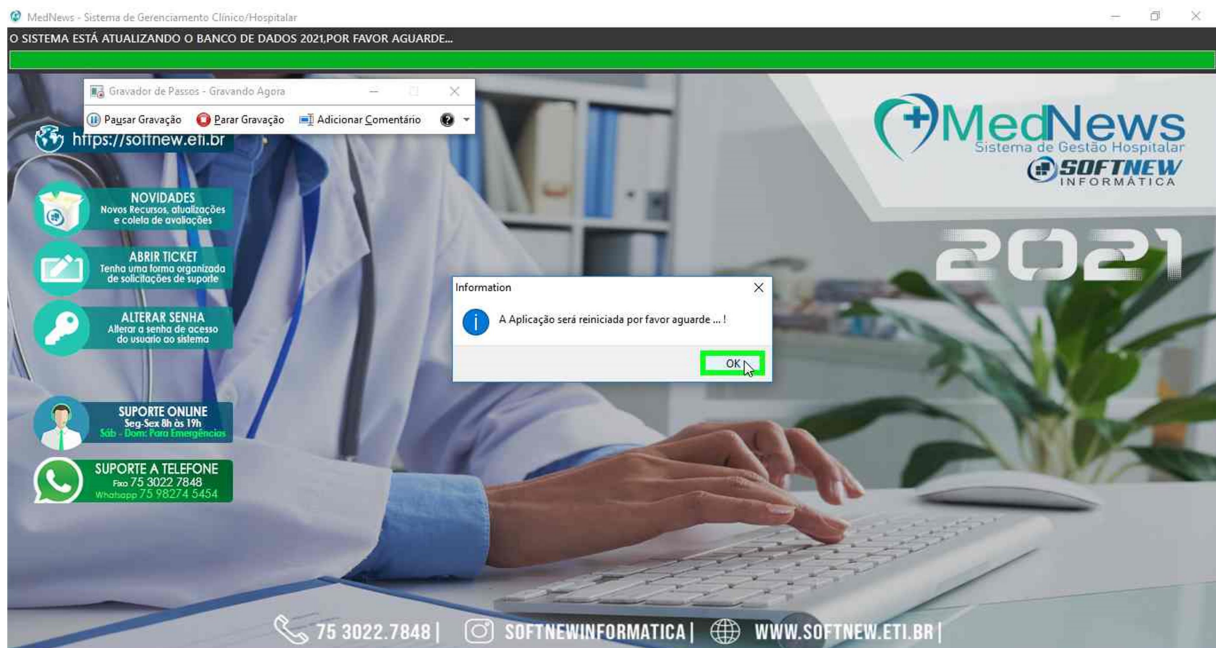 MedNews - Sistema de Gerenciamento Clínico/Hospitalar
O SISTEMA ESTÁ ATUALIZANDO O BANCO DE DADOS 2021,POR FAVOR AGUARDE...
Gravador de Passos - Gravando Agora
Pausar Gravação Parar Gravação Adicionar Comentário
https://softnew.eti.br
MedNews
Sistema de Gestão Hospitalar
SOFTNEW
INFORMÁTICA
2021
NOVIDADES
Novos Recursos, atualizações
e coleta de avaliações
ABRIR TICKET
Tenha uma forma organizada
de solicitações de suporte
ALTERAR SENHA
Alterar a senha de acesso
do usuario ao sistema
Information
A Aplicação será reiniciada por favor aguarde ... !
OK
SUPORTE ONLINE
Seg-Sex 8h às 19h
Sáb - Dom: Para Emergências
SUPORTE A TELEFONE
Fixo 75 3022 7848
Whatsapp 75 98274 5454
75 3022.7848 | SOFTNEWINFORMATICA | WWW.SOFTNEW.ETI.BR |